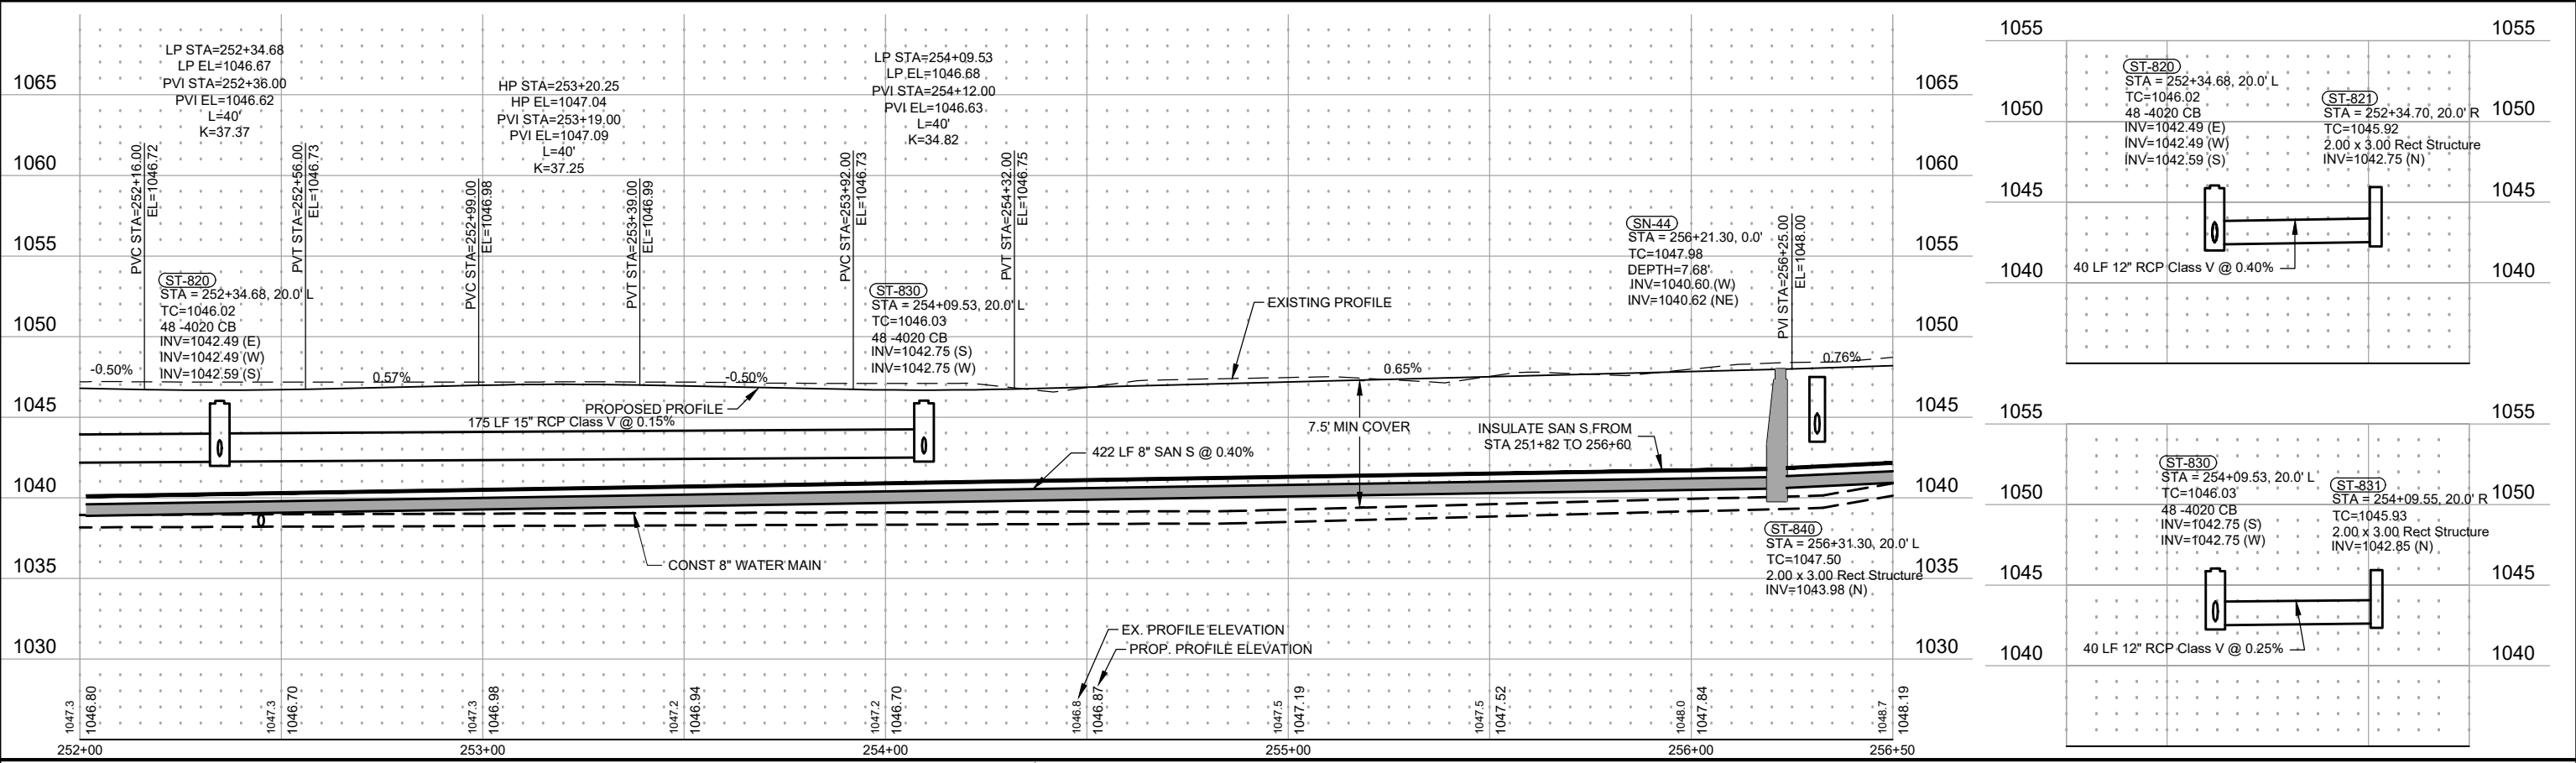 1065
1060
1055
1050
1045
1040
1035
1030
LP STA=252+34.68
LP EL=1046.67
PVI STA=252+36.00
PVI EL=1046.62
L=40'
K=37.37
HP STA=253+20.25
HP EL=1047.04
PVI STA=253+19.00
PVI EL=1047.09
L=40'
K=37.25
LP STA=254+09.53
LP EL=1046.68
PVI STA=254+12.00
PVI EL=1046.63
L=40'
K=34.82
PVC STA=252+16.00
EL=1046.72
PVT STA=252+56.00
EL=1046.73
PVC STA=252+99.00
EL=1046.98
PVT STA=253+39.00
EL=1046.99
PVC STA=253+92.00
EL=1046.73
PVT STA=254+32.00
EL=1046.75
PVI STA=256+25.00
EL=1048.00
ST-820
STA = 252+34.68, 20.0' L
TC=1046.02
48 -4020 CB
INV=1042.49 (E)
INV=1042.49 (W)
INV=1042.59 (S)
ST-830
STA = 254+09.53, 20.0' L
TC=1046.03
48 -4020 CB
INV=1042.75 (S)
INV=1042.75 (W)
EXISTING PROFILE
SN-44
STA = 256+21.30, 0.0'
TC=1047.98
DEPTH=7.68'
INV=1040.60 (W)
INV=1040.62 (NE)
-0.50%
0.57%
-0.50%
0.65%
0.76%
PROPOSED PROFILE
175 LF 15" RCP Class V @ 0.15%
7.5' MIN COVER
INSULATE SAN S FROM
STA 251+82 TO 256+60
422 LF 8" SAN S @ 0.40%
CONST 8" WATER MAIN
ST-840
STA = 256+31.30, 20.0' L
TC=1047.50
2.00 x 3.00 Rect Structure
INV=1043.98 (N)
EX. PROFILE ELEVATION
PROP. PROFILE ELEVATION
1065
1060
1055
1050
1045
1040
1035
1030
1047.3
1046.80
1047.3
1046.70
1047.3
1046.98
1047.2
1046.94
1047.2
1046.70
1046.8
1046.87
1047.5
1047.19
1047.5
1047.52
1048.0
1047.84
1048.7
1048.19
252+00
253+00
254+00
255+00
256+00
256+50
1055
1050
1045
1040
ST-820
STA = 252+34.68, 20.0' L
TC=1046.02
48 -4020 CB
INV=1042.49 (E)
INV=1042.49 (W)
INV=1042.59 (S)
ST-821
STA = 252+34.70, 20.0' R
TC=1045.92
2.00 x 3.00 Rect Structure
INV=1042.75 (N)
40 LF 12" RCP Class V @ 0.40%
1055
1050
1045
1040
1055
1050
1045
1040
ST-830
STA = 254+09.53, 20.0' L
TC=1046.03
48 -4020 CB
INV=1042.75 (S)
INV=1042.75 (W)
ST-831
STA = 254+09.55, 20.0' R
TC=1045.93
2.00 x 3.00 Rect Structure
INV=1042.85 (N)
40 LF 12" RCP Class V @ 0.25%
1055
1050
1045
1040